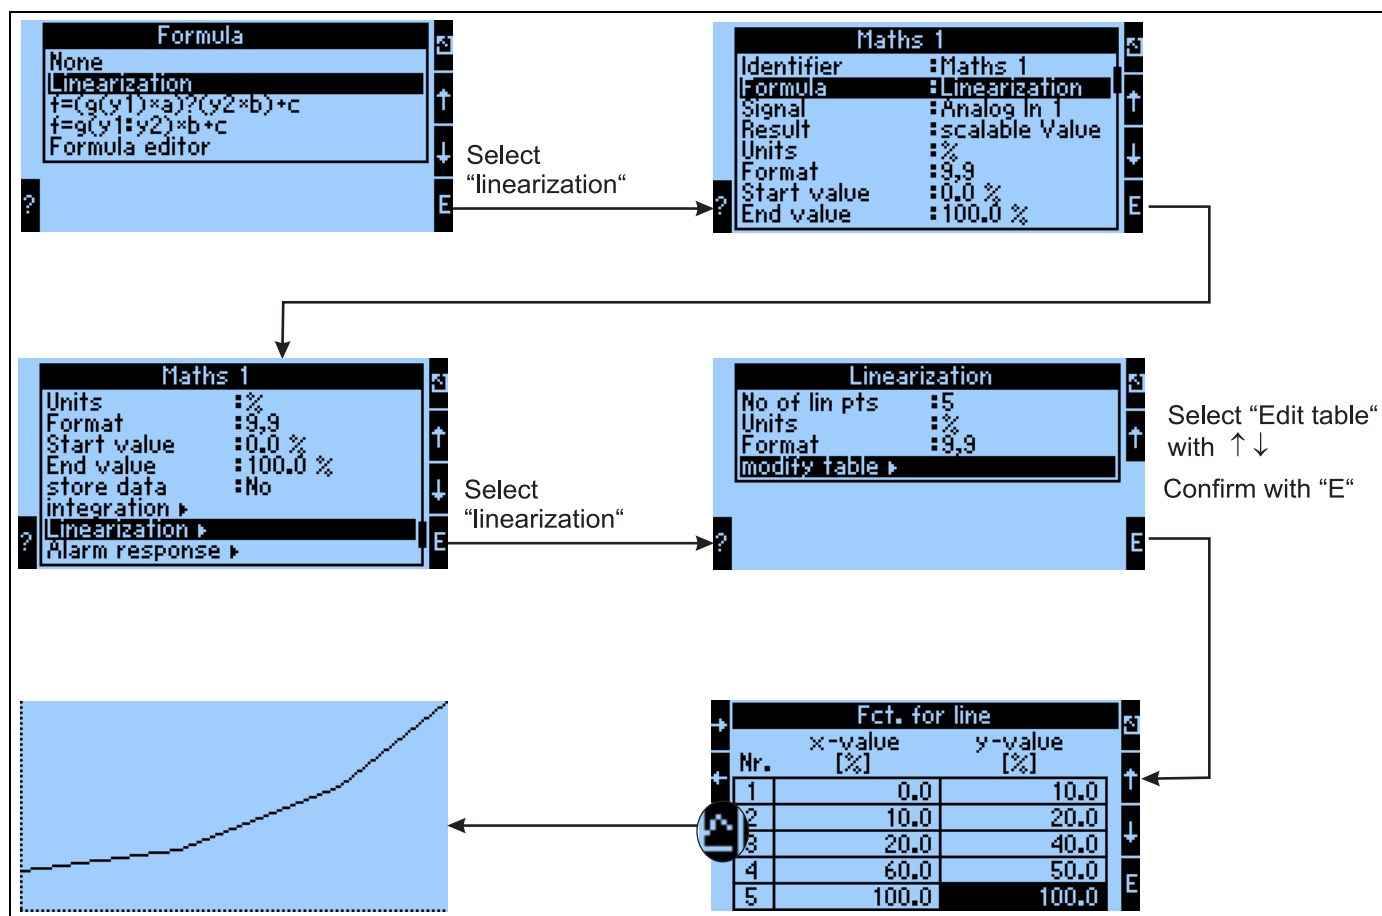 Formula
None
Linearization
f=(g(y1)×a)?(y2×b)+c
f=g(y1:y2)×b+c
Formula editor
?
↑
↓
E
Select
“linearization“
Maths 1
Identifier :Maths 1
Formula :Linearization
Signal :Analog In 1
Result :scalable Value
Units :%
Format :9,9
Start value :0.0 %
End value :100.0 %
?
↑
↓
E
Maths 1
Units :%
Format :9,9
Start value :0.0 %
End value :100.0 %
store data :No
integration ▸
Linearization ▸
Alarm response ▸
?
↑
↓
E
Select
“linearization“
Linearization
No of lin pts :5
Units :%
Format :9,9
modify table ▸
?
↑
E
Select “Edit table“
with ↑↓
Confirm with “E“
Fct. for line
x-value y-value
Nr. [%] [%]
1 0.0 10.0
2 10.0 20.0
3 20.0 40.0
4 60.0 50.0
5 100.0 100.0
→
←
↑
↓
E